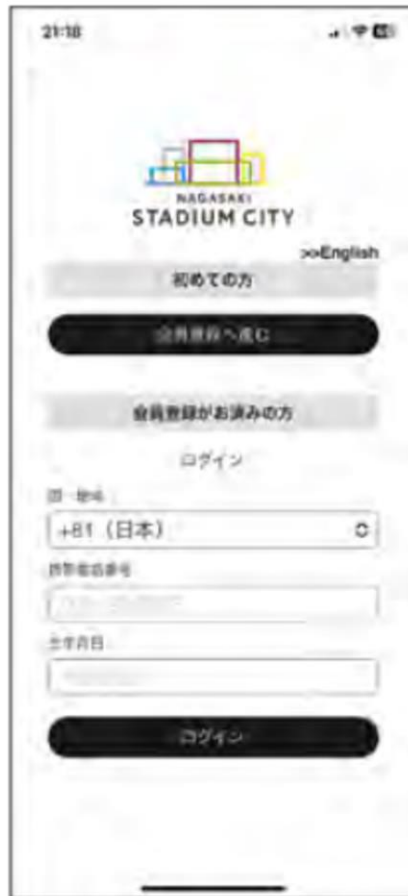 21:18
NAGASAKI
STADIUM CITY
>>English
初めての方
会員登録へ進む
会員登録がお済みの方
ログイン
国・地域
+81（日本）
携帯電話番号
生年月日
ログイン